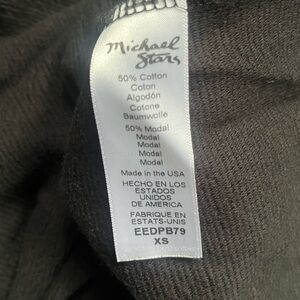 Michael
Stars
50% Cotton
Coton
Algodón
Cotone
Baumwolle
50% Modal
Modal
Modal
Modal
Modal
Made in the USA
HECHO EN LOS
ESTADOS
UNIDOS
DE AMERICA
FABRIQUE EN
ESTATS-UNIS
EEDPB79
XS